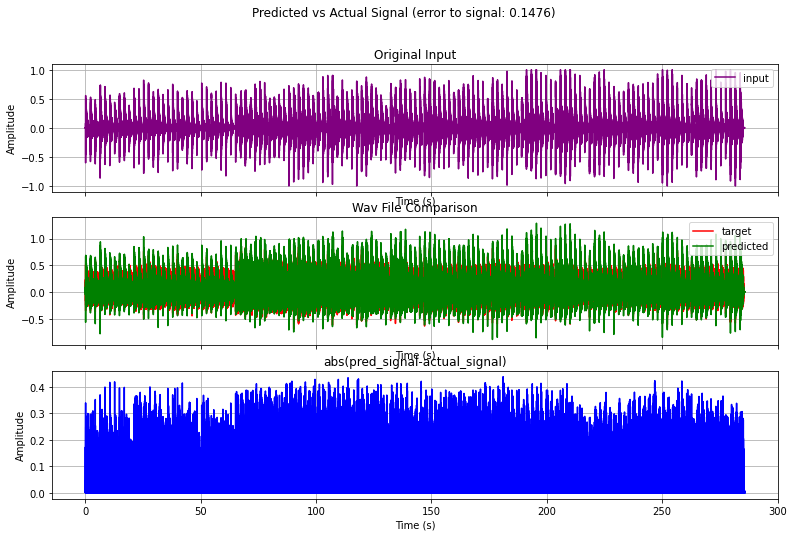 Predicted vs Actual Signal (error to signal: 0.1476)
Original Input
1.0
0.5
0.0
−0.5
−1.0
Amplitude
input
Time (s)
Wav File Comparison
1.0
0.5
0.0
−0.5
Amplitude
target
predicted
Time (s)
abs(pred_signal-actual_signal)
0.4
0.3
0.2
0.1
0.0
Amplitude
0 50 100 150 200 250 300
Time (s)